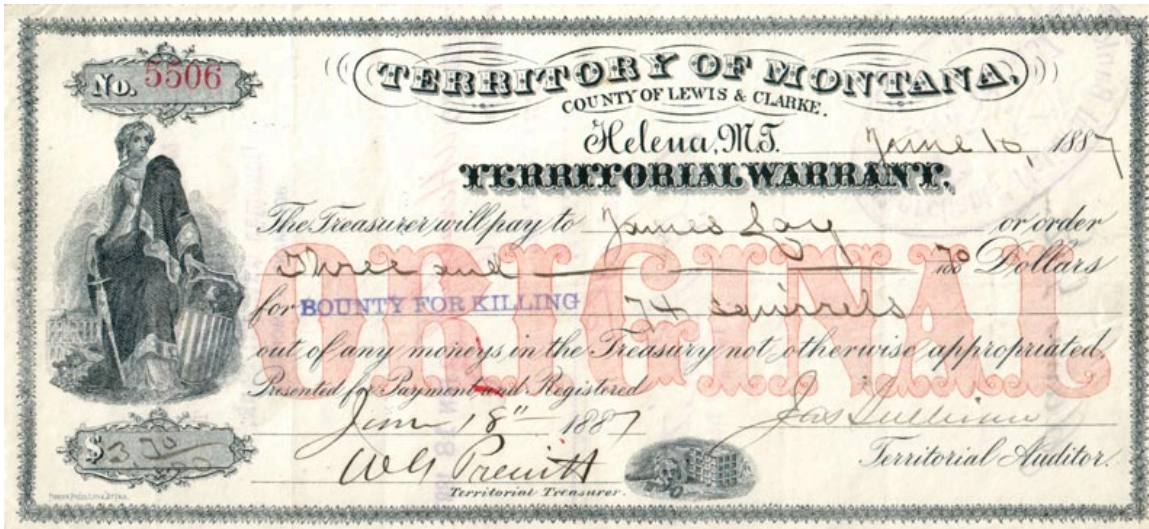 No. 5506
TERRITORY OF MONTANA,
COUNTY OF LEWIS & CLARKE.
Helena, M.T. June 10, 1887
TERRITORIAL WARRANT.
The Treasurer will pay to James Lay or order
Three and 70/100 Dollars
for BOUNTY FOR KILLING 74 squirrels
ORIGINAL
out of any moneys in the Treasury not otherwise appropriated.
Presented for Payment and Registered
June 18" 1887 Jas Sullivan
$3.70 Territorial Auditor.
W G Preuitt
Territorial Treasurer.